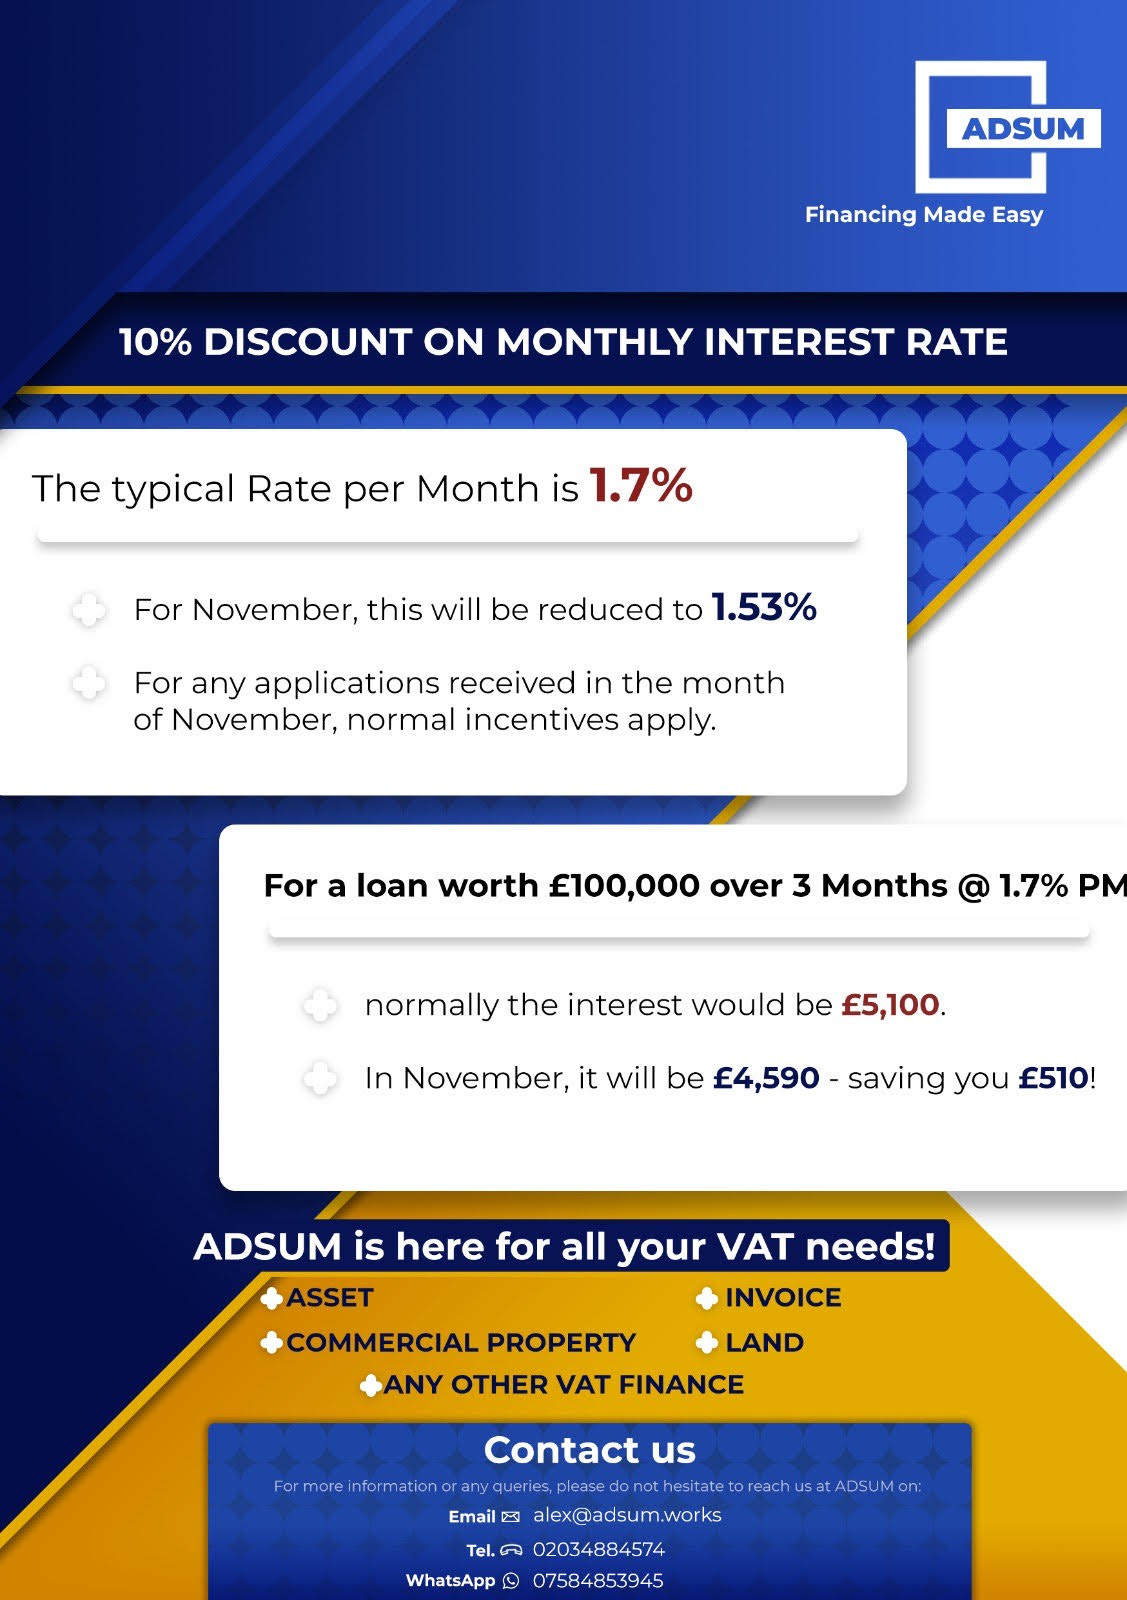 ADSUM
Financing Made Easy
10% DISCOUNT ON MONTHLY INTEREST RATE
The typical Rate per Month is 1.7%
For November, this will be reduced to 1.53%
For any applications received in the month
of November, normal incentives apply.
For a loan worth £100,000 over 3 Months @ 1.7% PM
normally the interest would be £5,100.
In November, it will be £4,590 - saving you £510!
ADSUM is here for all your VAT needs!
ASSET
INVOICE
COMMERCIAL PROPERTY
LAND
ANY OTHER VAT FINANCE
Contact us
For more information or any queries, please do not hesitate to reach us at ADSUM on:
Email alex@adsum.works
Tel. 02034884574
WhatsApp 07584853945